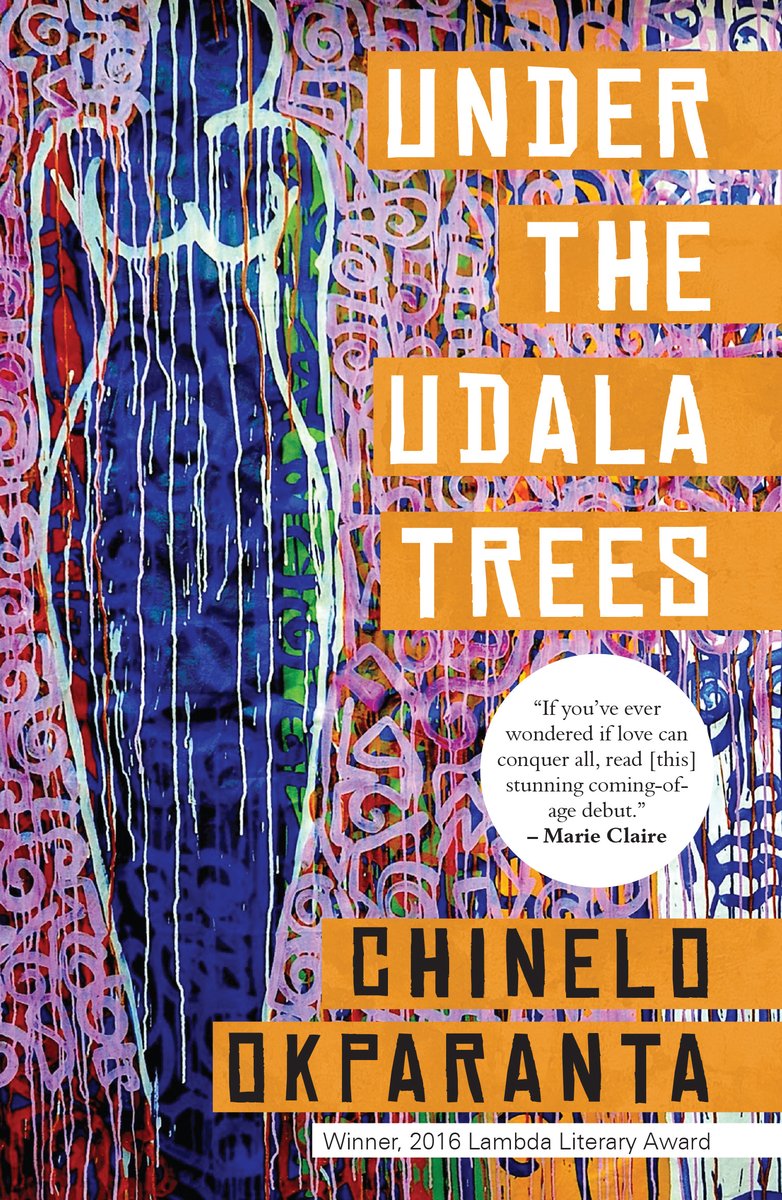 UNDER
THE
UDALA
TREES
“If you’ve ever
wondered if love can
conquer all, read [this]
stunning coming-of-
age debut.”
– Marie Claire
CHINELO
OKPARANTA
Winner, 2016 Lambda Literary Award